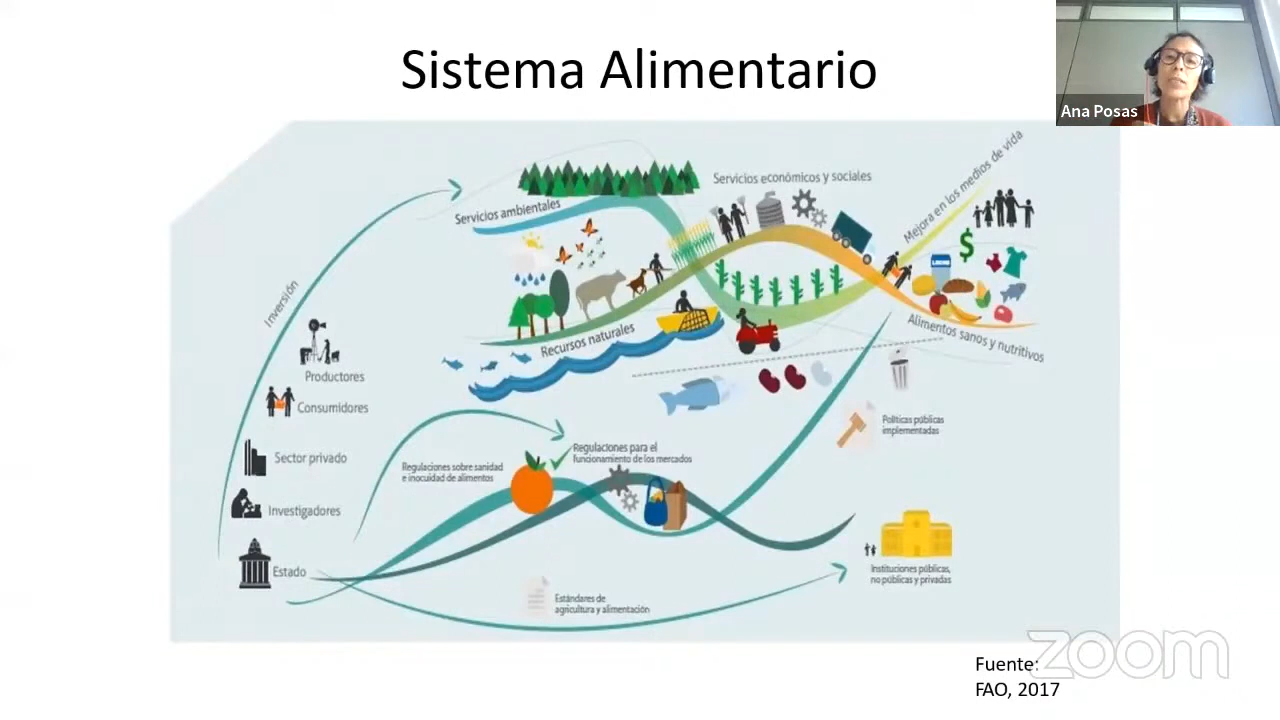 Sistema Alimentario
Ana Posas
Servicios económicos y sociales
Mejora en los medios de vida
Servicios ambientales
Inversión
Recursos naturales
Alimentos sanos y nutritivos
Productores
Consumidores
Políticas públicas
implementadas
Sector privado
Regulaciones sobre sanidad
e inocuidad de alimentos
Regulaciones para el
funcionamiento de los mercados
Investigadores
Estado
Instituciones públicas,
no públicas y privadas
Estándares de
agricultura y alimentación
zoom
Fuente:
FAO, 2017